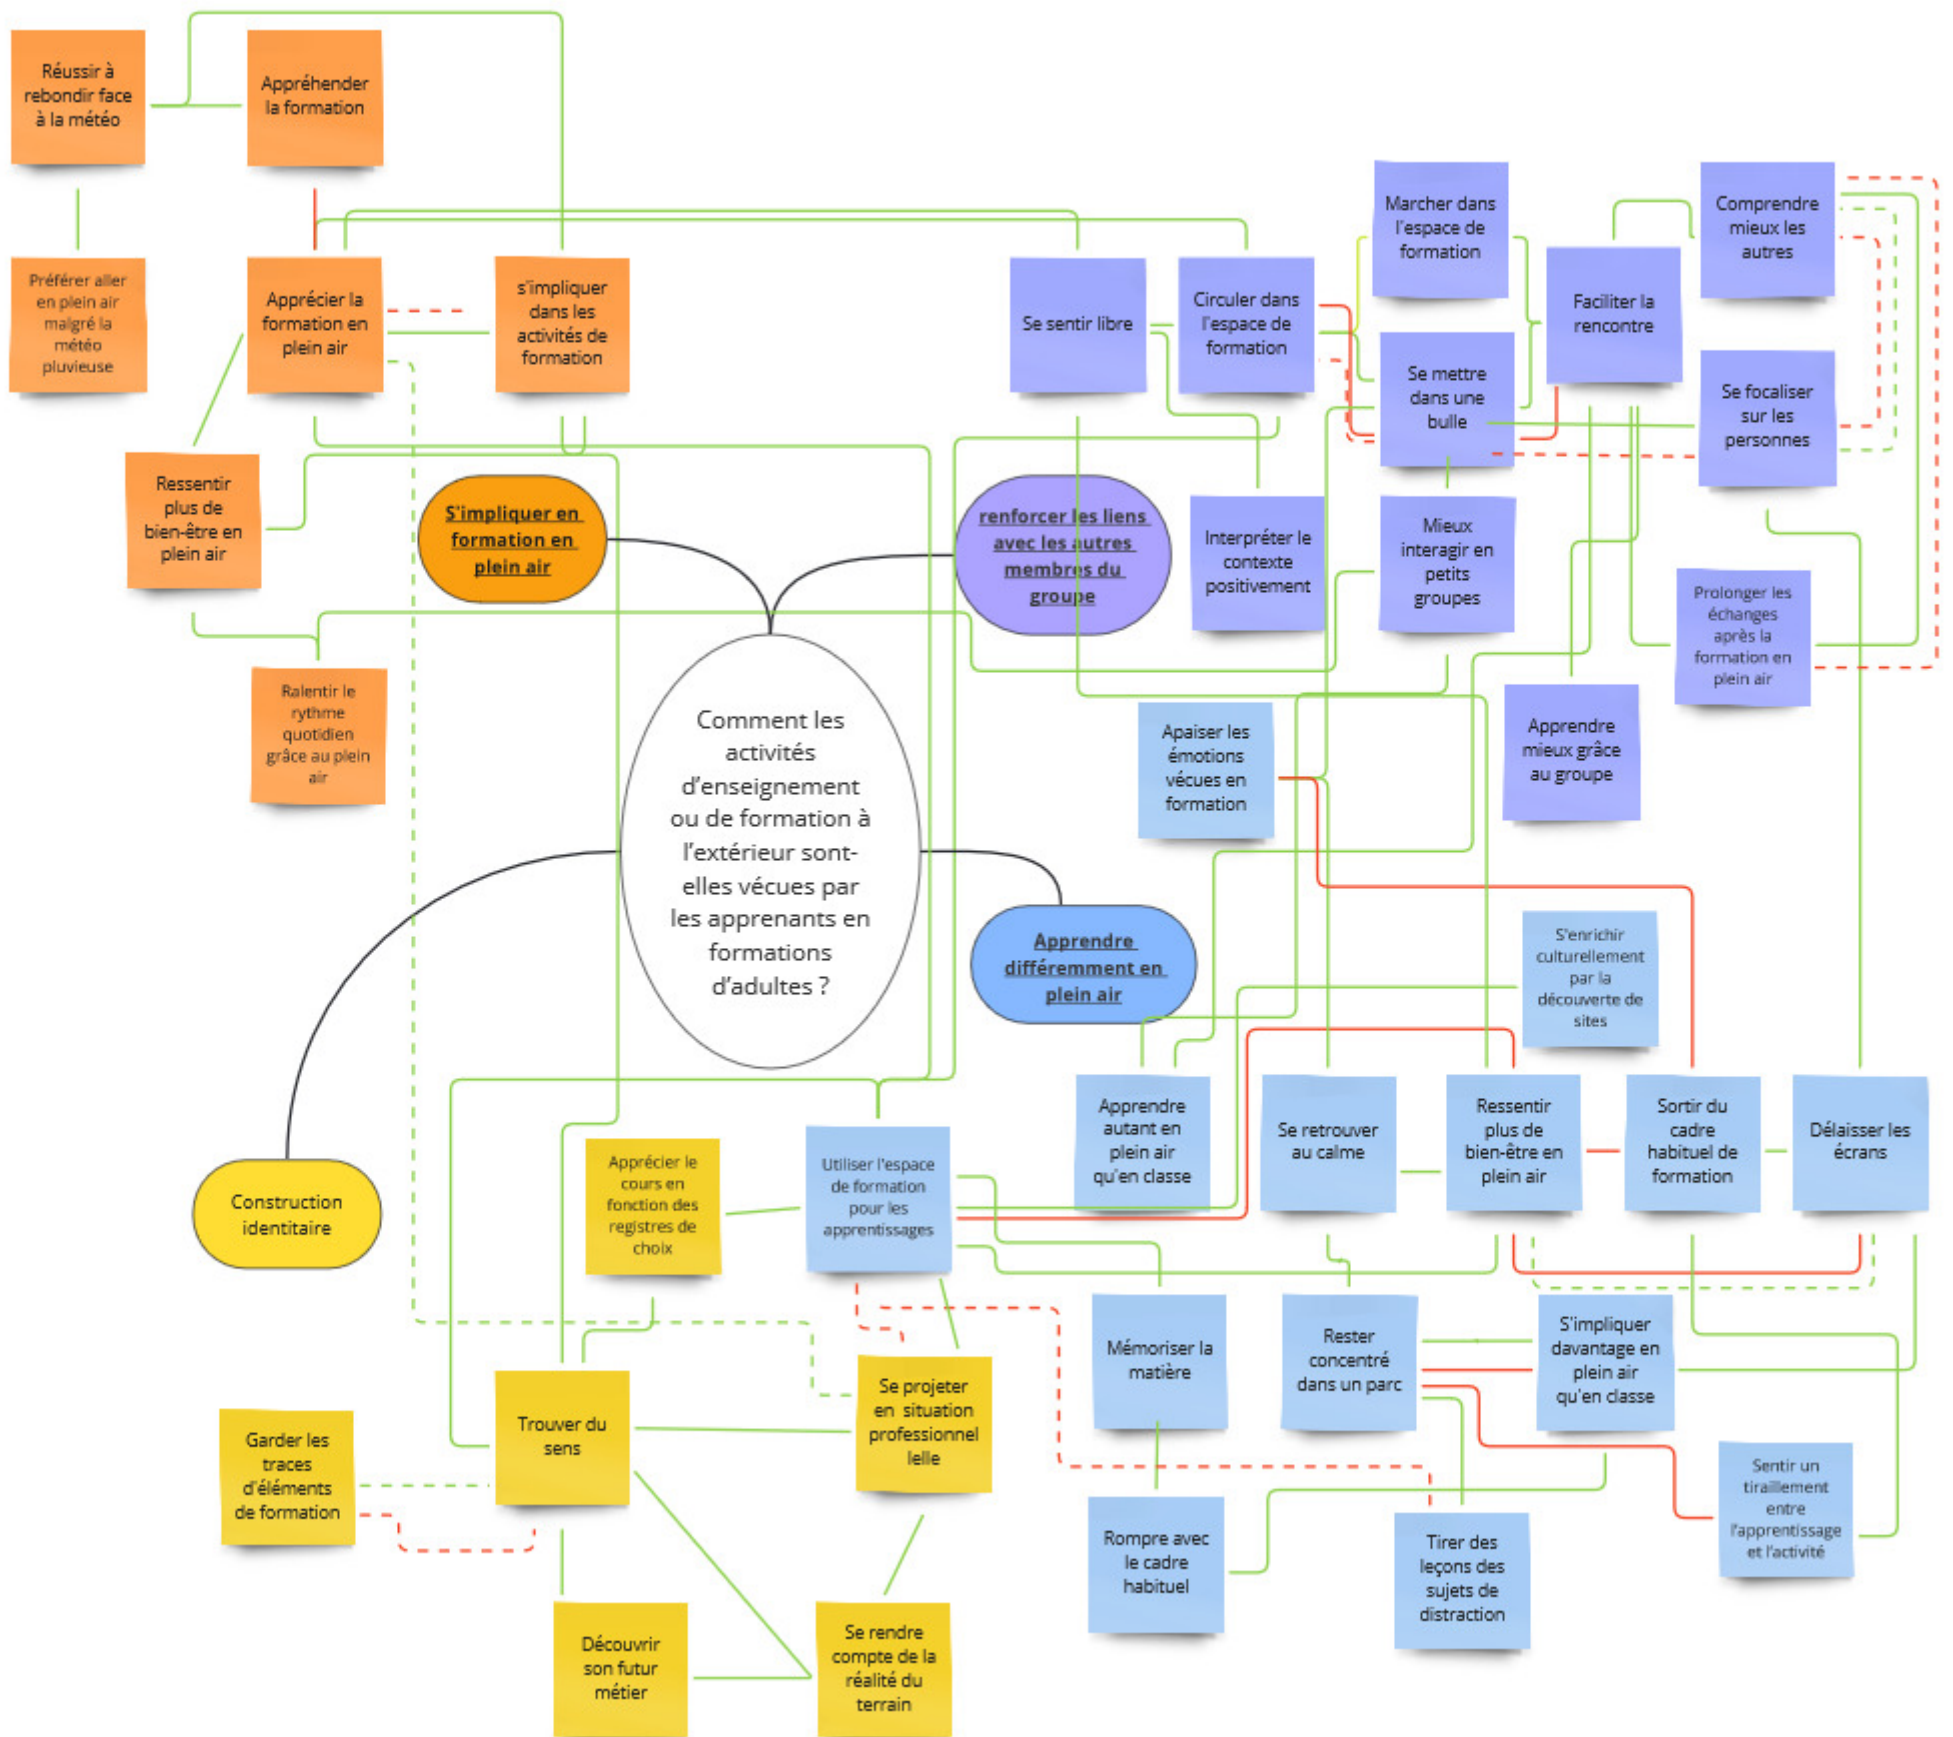 Réussir à
rebondir face
à la météo
Appréhender
la formation
Préférer aller
en plein air
malgré la
météo
pluvieuse
Apprécier la
formation en
plein air
s'impliquer
dans les
activités de
formation
Ressentir
plus de
bien-être en
plein air
Ralentir le
rythme
quotidien
grâce au plein
air
S'impliquer en
formation en
plein air
renforcer les liens
avec les autres
membres du
groupe
Se sentir libre
Circuler dans
l'espace de
formation
Marcher dans
l'espace de
formation
Se mettre
dans une
bulle
Faciliter la
rencontre
Comprendre
mieux les
autres
Se focaliser
sur les
personnes
Interpréter le
contexte
positivement
Mieux
interagir en
petits
groupes
Prolonger les
échanges
après la
formation en
plein air
Apprendre
mieux grâce
au groupe
Comment les
activités
d'enseignement
ou de formation à
l'extérieur sont-
elles vécues par
les apprenants en
formations
d'adultes ?
Apaiser les
émotions
vécues en
formation
Apprendre
différemment en
plein air
S'enrichir
culturellement
par la
découverte de
sites
Apprendre
autant en
plein air
qu'en classe
Se retrouver
au calme
Ressentir
plus de
bien-être en
plein air
Sortir du
cadre
habituel de
formation
Délaisser les
écrans
Construction
identitaire
Apprécier le
cours en
fonction des
registres de
choix
Utiliser l'espace
de formation
pour les
apprentissages
Mémoriser la
matière
Rester
concentré
dans un parc
S'impliquer
davantage en
plein air
qu'en classe
Garder les
traces
d'éléments
de formation
Trouver du
sens
Se projeter
en situation
professionnel
lelle
Rompre avec
le cadre
habituel
Tirer des
leçons des
sujets de
distraction
Sentir un
tiraillement
entre
l'apprentissage
et l'activité
Découvrir
son futur
métier
Se rendre
compte de la
réalité du
terrain